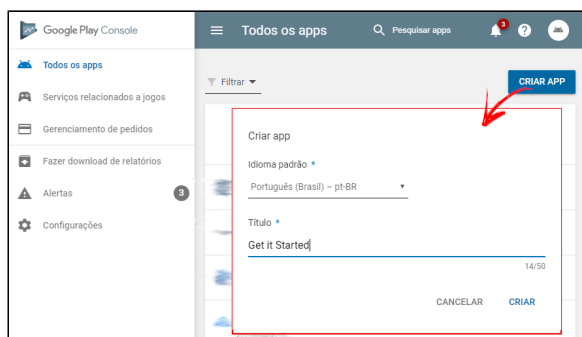 Google Play Console
Todos os apps
Serviços relacionados a jogos
Gerenciamento de pedidos
Fazer download de relatórios
Alertas 3
Configurações
Todos os apps
Pesquisar apps
3
?
Filtrar
CRIAR APP
Criar app
Idioma padrão *
Português (Brasil) – pt-BR
Título *
Get it Started
14/50
CANCELAR CRIAR